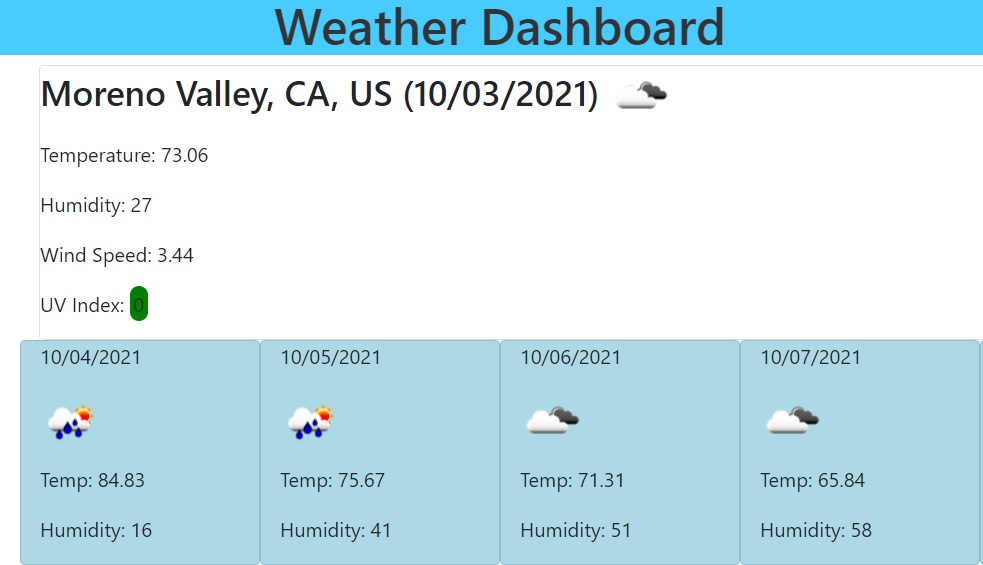 Weather Dashboard
Moreno Valley, CA, US (10/03/2021)
Temperature: 73.06
Humidity: 27
Wind Speed: 3.44
UV Index: 0
10/04/2021
Temp: 84.83
Humidity: 16
10/05/2021
Temp: 75.67
Humidity: 41
10/06/2021
Temp: 71.31
Humidity: 51
10/07/2021
Temp: 65.84
Humidity: 58